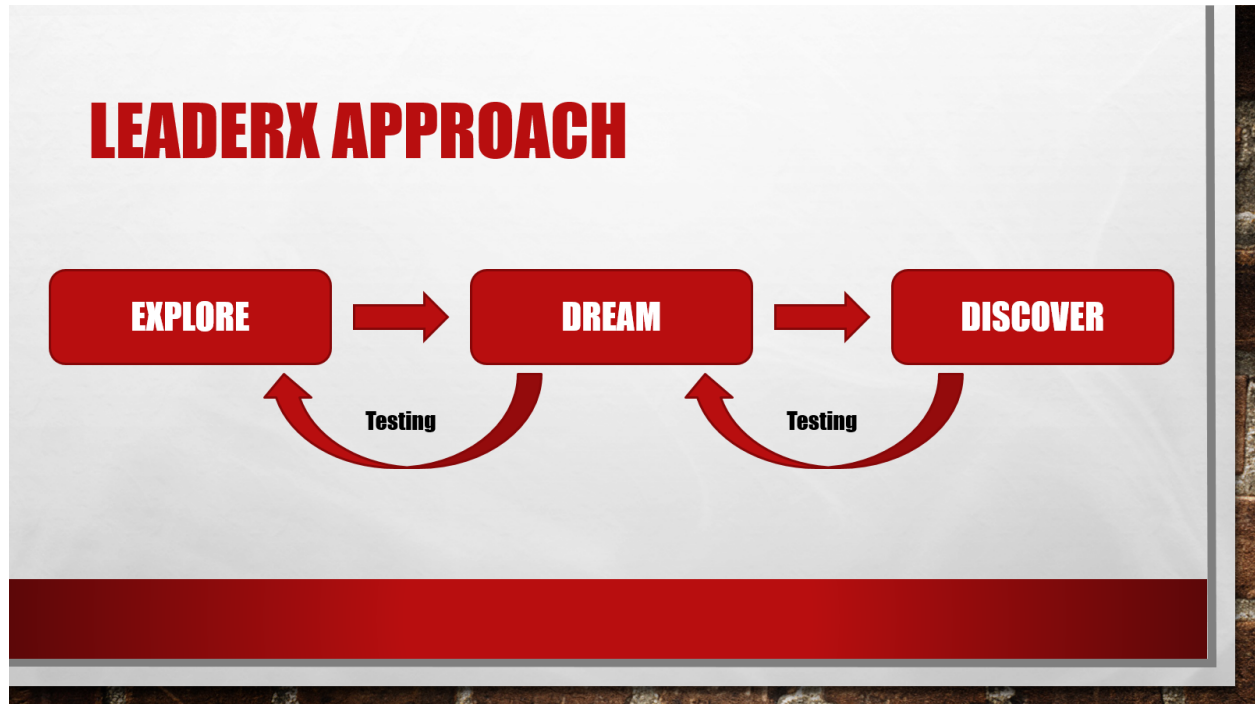 LEADERX APPROACH
EXPLORE
DREAM
DISCOVER
Testing
Testing